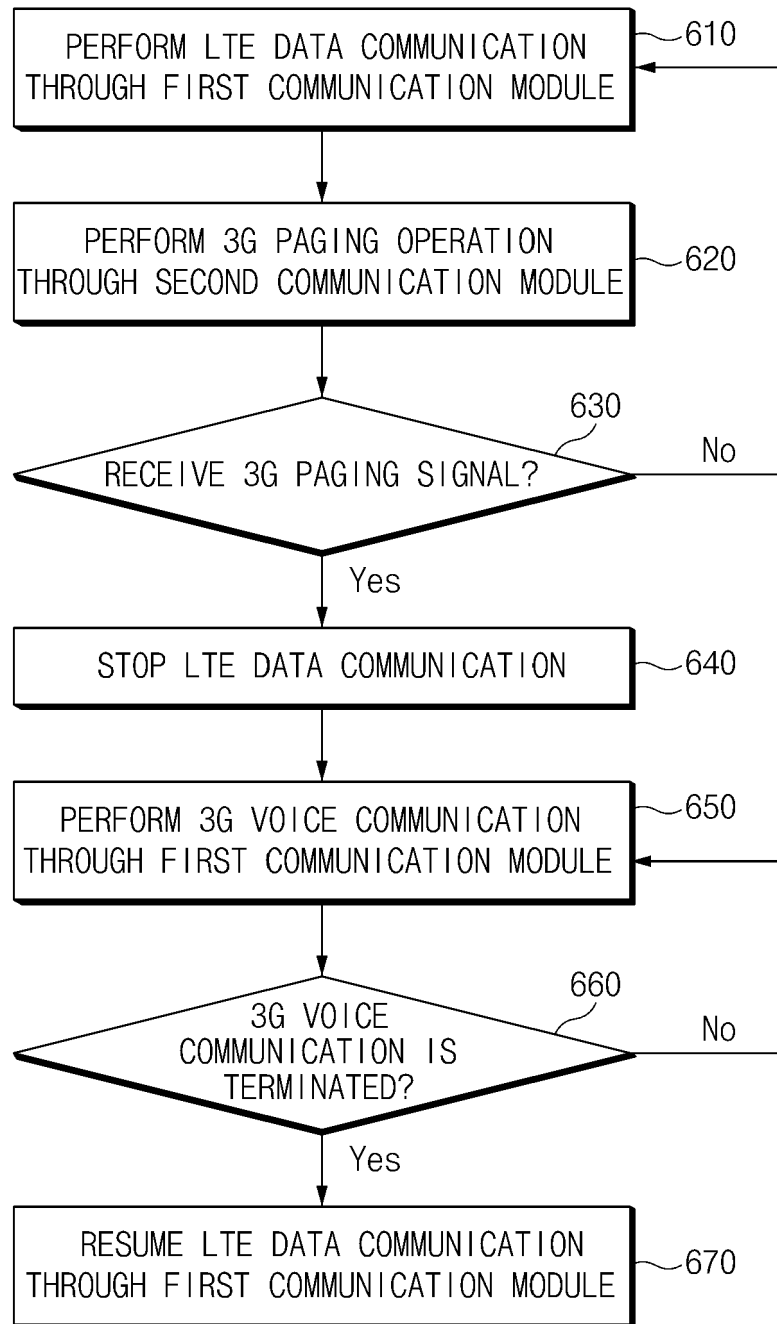 PERFORM LTE DATA COMMUNICATION
THROUGH FIRST COMMUNICATION MODULE
610
PERFORM 3G PAGING OPERATION
THROUGH SECOND COMMUNICATION MODULE
620
630
RECEIVE 3G PAGING SIGNAL?
No
Yes
STOP LTE DATA COMMUNICATION
640
PERFORM 3G VOICE COMMUNICATION
THROUGH FIRST COMMUNICATION MODULE
650
660
3G VOICE
COMMUNICATION IS
TERMINATED?
No
Yes
RESUME LTE DATA COMMUNICATION
THROUGH FIRST COMMUNICATION MODULE
670